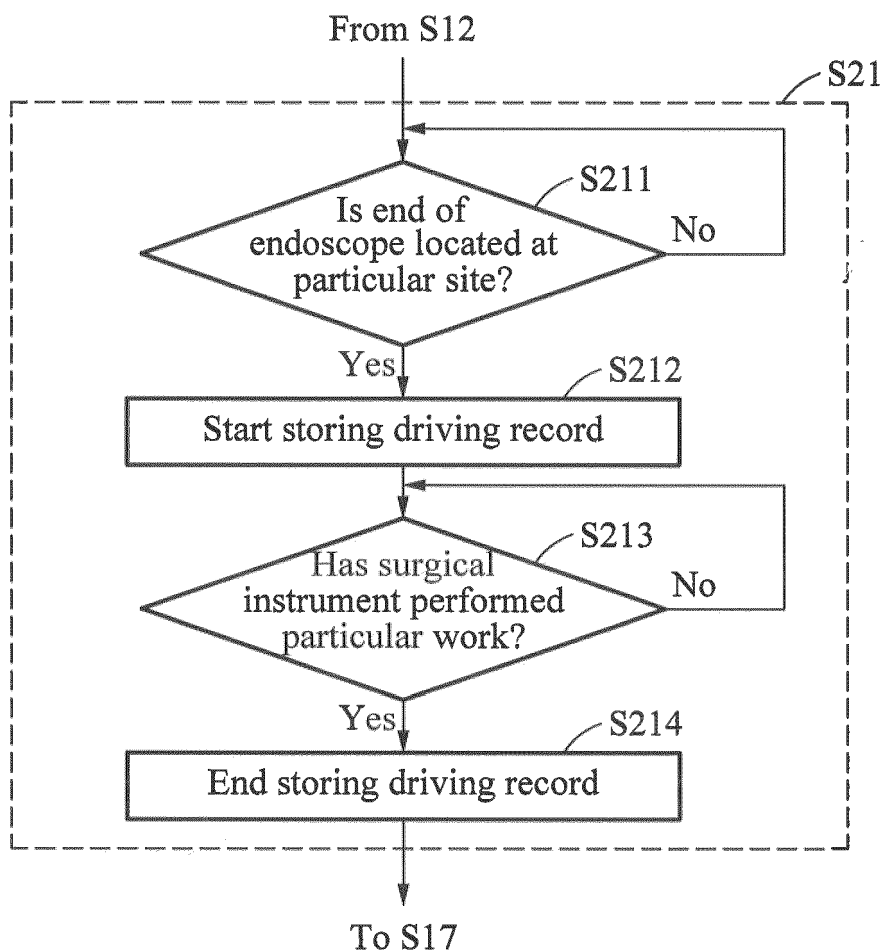 From S12
S21
S211
Is end of
endoscope located at
particular site?
No
Yes
S212
Start storing driving record
S213
Has surgical
instrument performed
particular work?
No
Yes
S214
End storing driving record
To S17